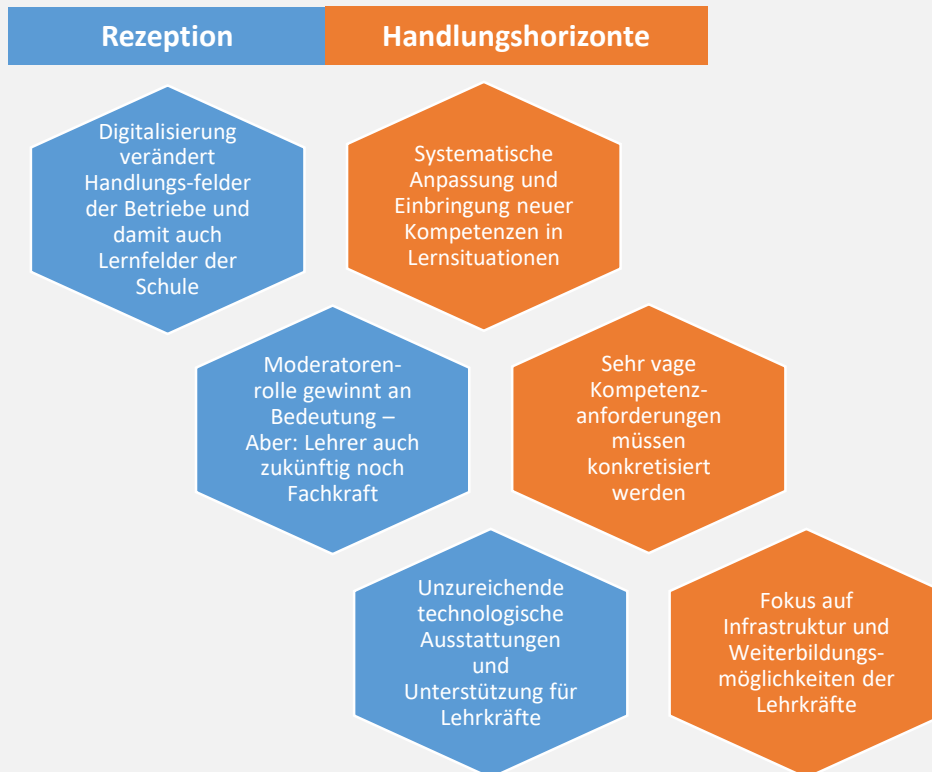 Rezeption
Handlungshorizonte
Digitalisierung
verändert
Handlungs-felder
der Betriebe und
damit auch
Lernfelder der
Schule
Systematische
Anpassung und
Einbringung neuer
Kompetenzen in
Lernsituationen
Moderatoren-
rolle gewinnt an
Bedeutung –
Aber: Lehrer auch
zukünftig noch
Fachkraft
Sehr vage
Kompetenz-
anforderungen
müssen
konkretisiert
werden
Unzureichende
technologische
Ausstattungen
und
Unterstützung für
Lehrkräfte
Fokus auf
Infrastruktur und
Weiterbildungs-
möglichkeiten der
Lehrkräfte